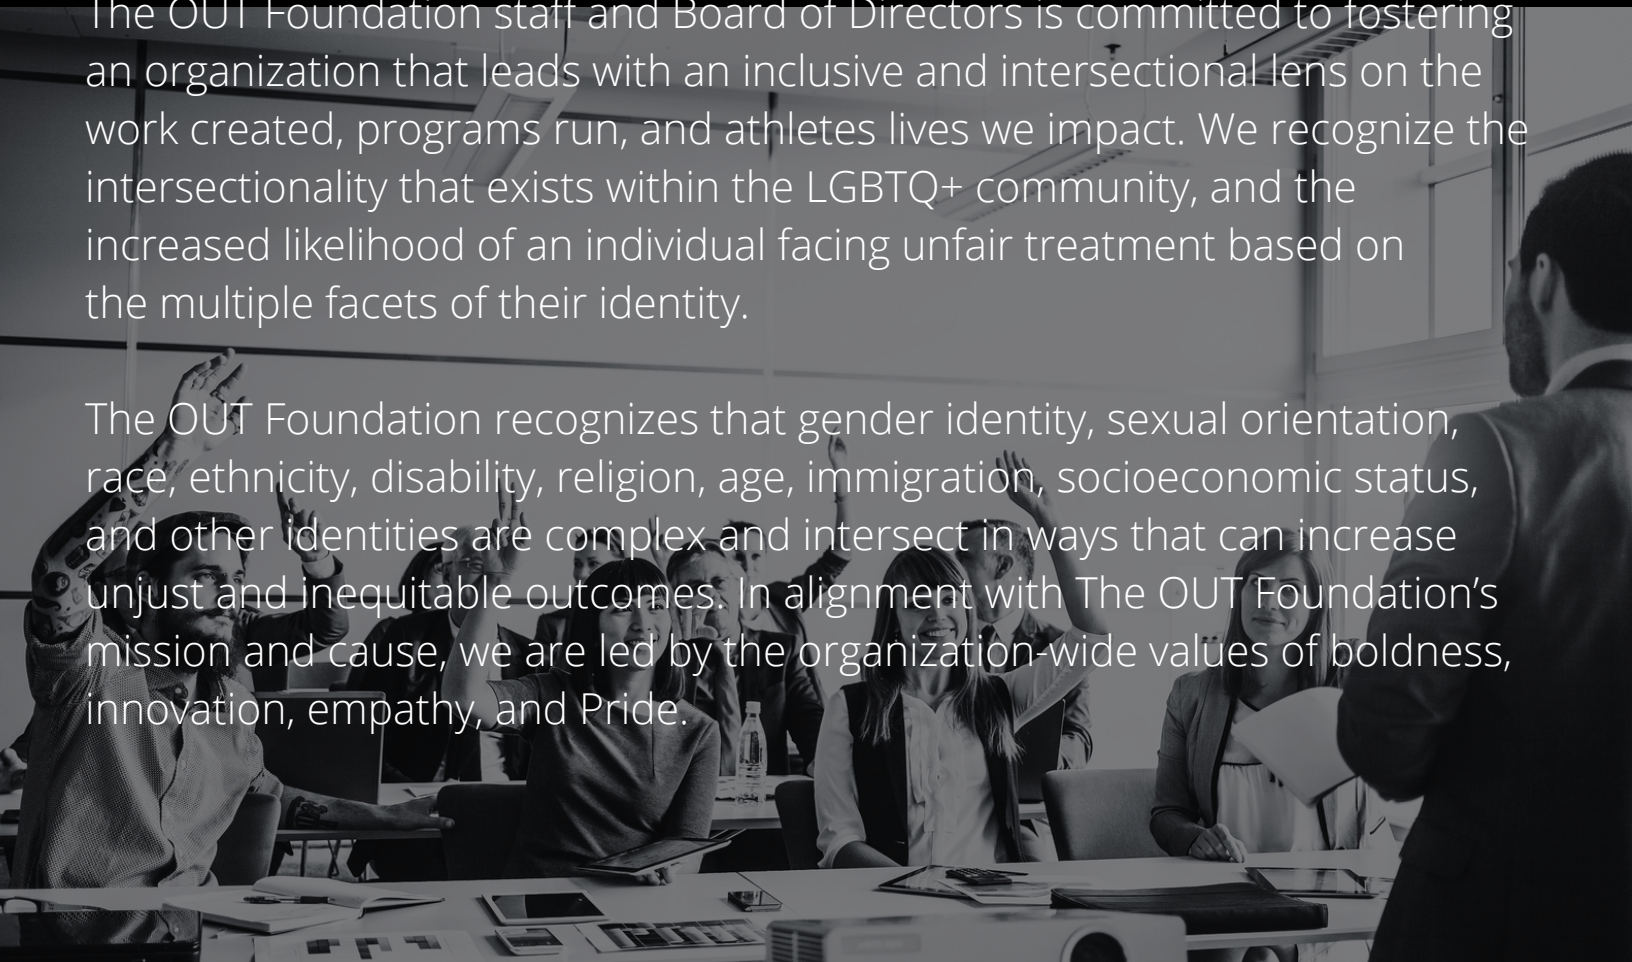 The OUT Foundation staff and Board of Directors is committed to fostering
an organization that leads with an inclusive and intersectional lens on the
work created, programs run, and athletes lives we impact. We recognize the
intersectionality that exists within the LGBTQ+ community, and the
increased likelihood of an individual facing unfair treatment based on
the multiple facets of their identity.
The OUT Foundation recognizes that gender identity, sexual orientation,
race, ethnicity, disability, religion, age, immigration, socioeconomic status,
and other identities are complex and intersect in ways that can increase
unjust and inequitable outcomes. In alignment with The OUT Foundation’s
mission and cause, we are led by the organization-wide values of boldness,
innovation, empathy, and Pride.